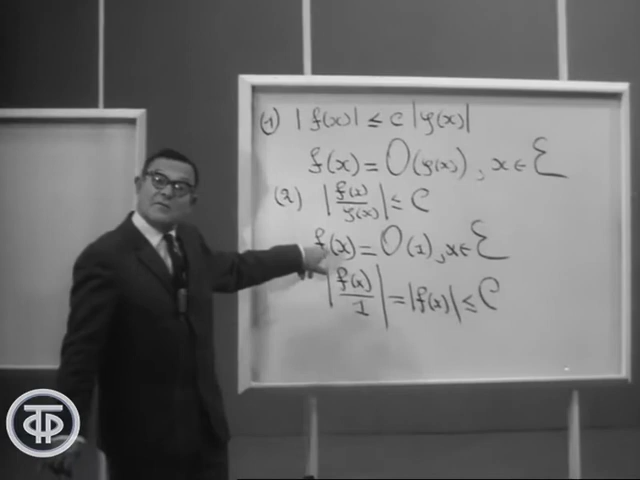 (1) |f(x)| ≤ c |φ(x)|
f(x) = O(φ(x)), x ∈ E
(2) |f(x)/φ(x)| ≤ C
f(x) = O(1), x ∈ E
|f(x)/1| = |f(x)| ≤ C